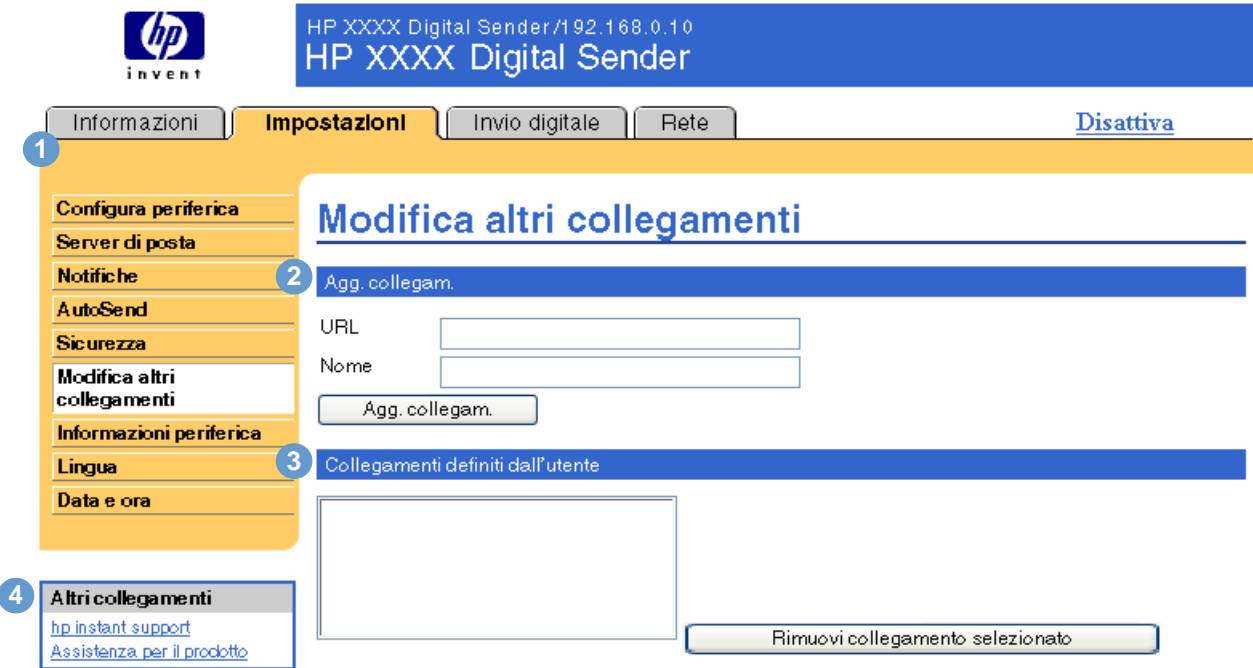 hp
invent
HP XXXX Digital Sender/192.168.0.10
HP XXXX Digital Sender
Informazioni
Impostazioni
Invio digitale
Rete
Disattiva
1
Configura periferica
Server di posta
Notifiche
AutoSend
Sicurezza
Modifica altri
collegamenti
Informazioni periferica
Lingua
Data e ora
Modifica altri collegamenti
2
Agg. collegam.
URL
Nome
Agg. collegam.
3
Collegamenti definiti dall'utente
Rimuovi collegamento selezionato
4
Altri collegamenti
hp instant support
Assistenza per il prodotto